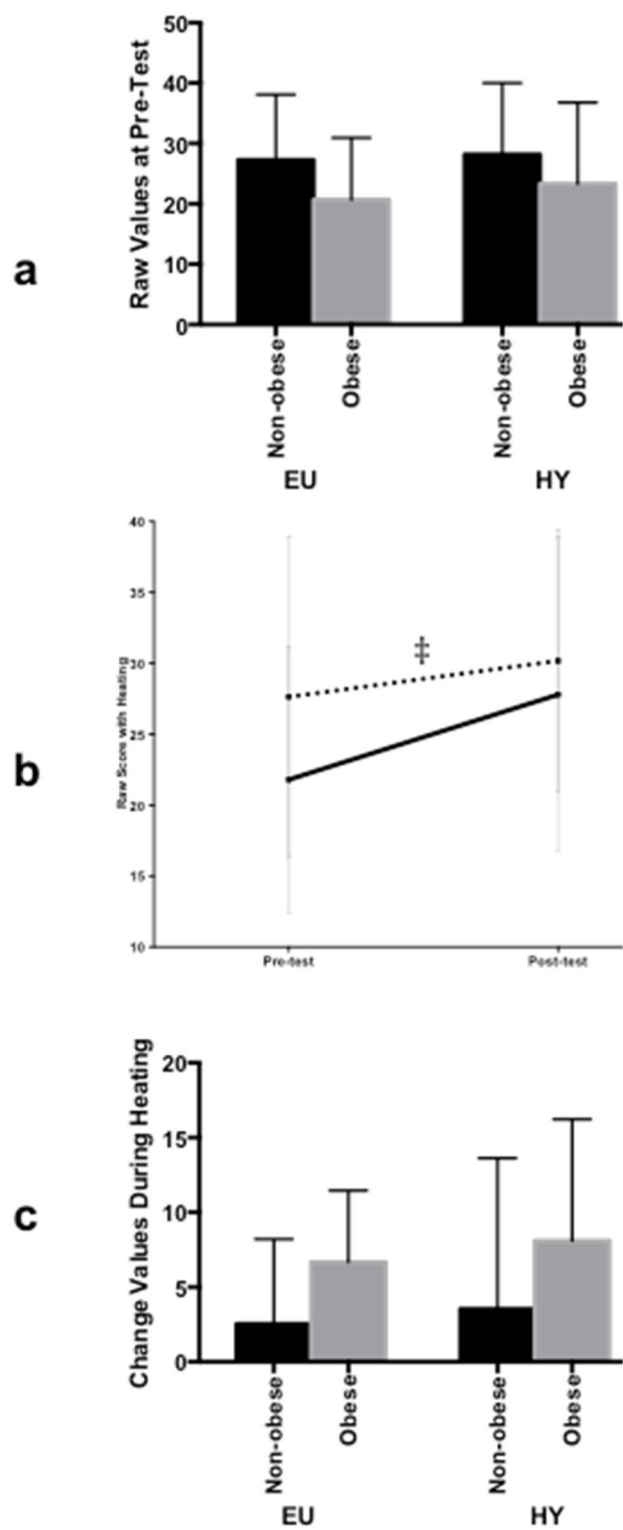 a
Raw Values at Pre-Test
50
40
30
20
10
0
Non-obese
Obese
Non-obese
Obese
EU
HY
b
Raw Score with Heating
40
35
30
25
20
15
10
‡
Pre-test
Post-test
c
Change Values During Heating
20
15
10
5
0
Non-obese
Obese
Non-obese
Obese
EU
HY